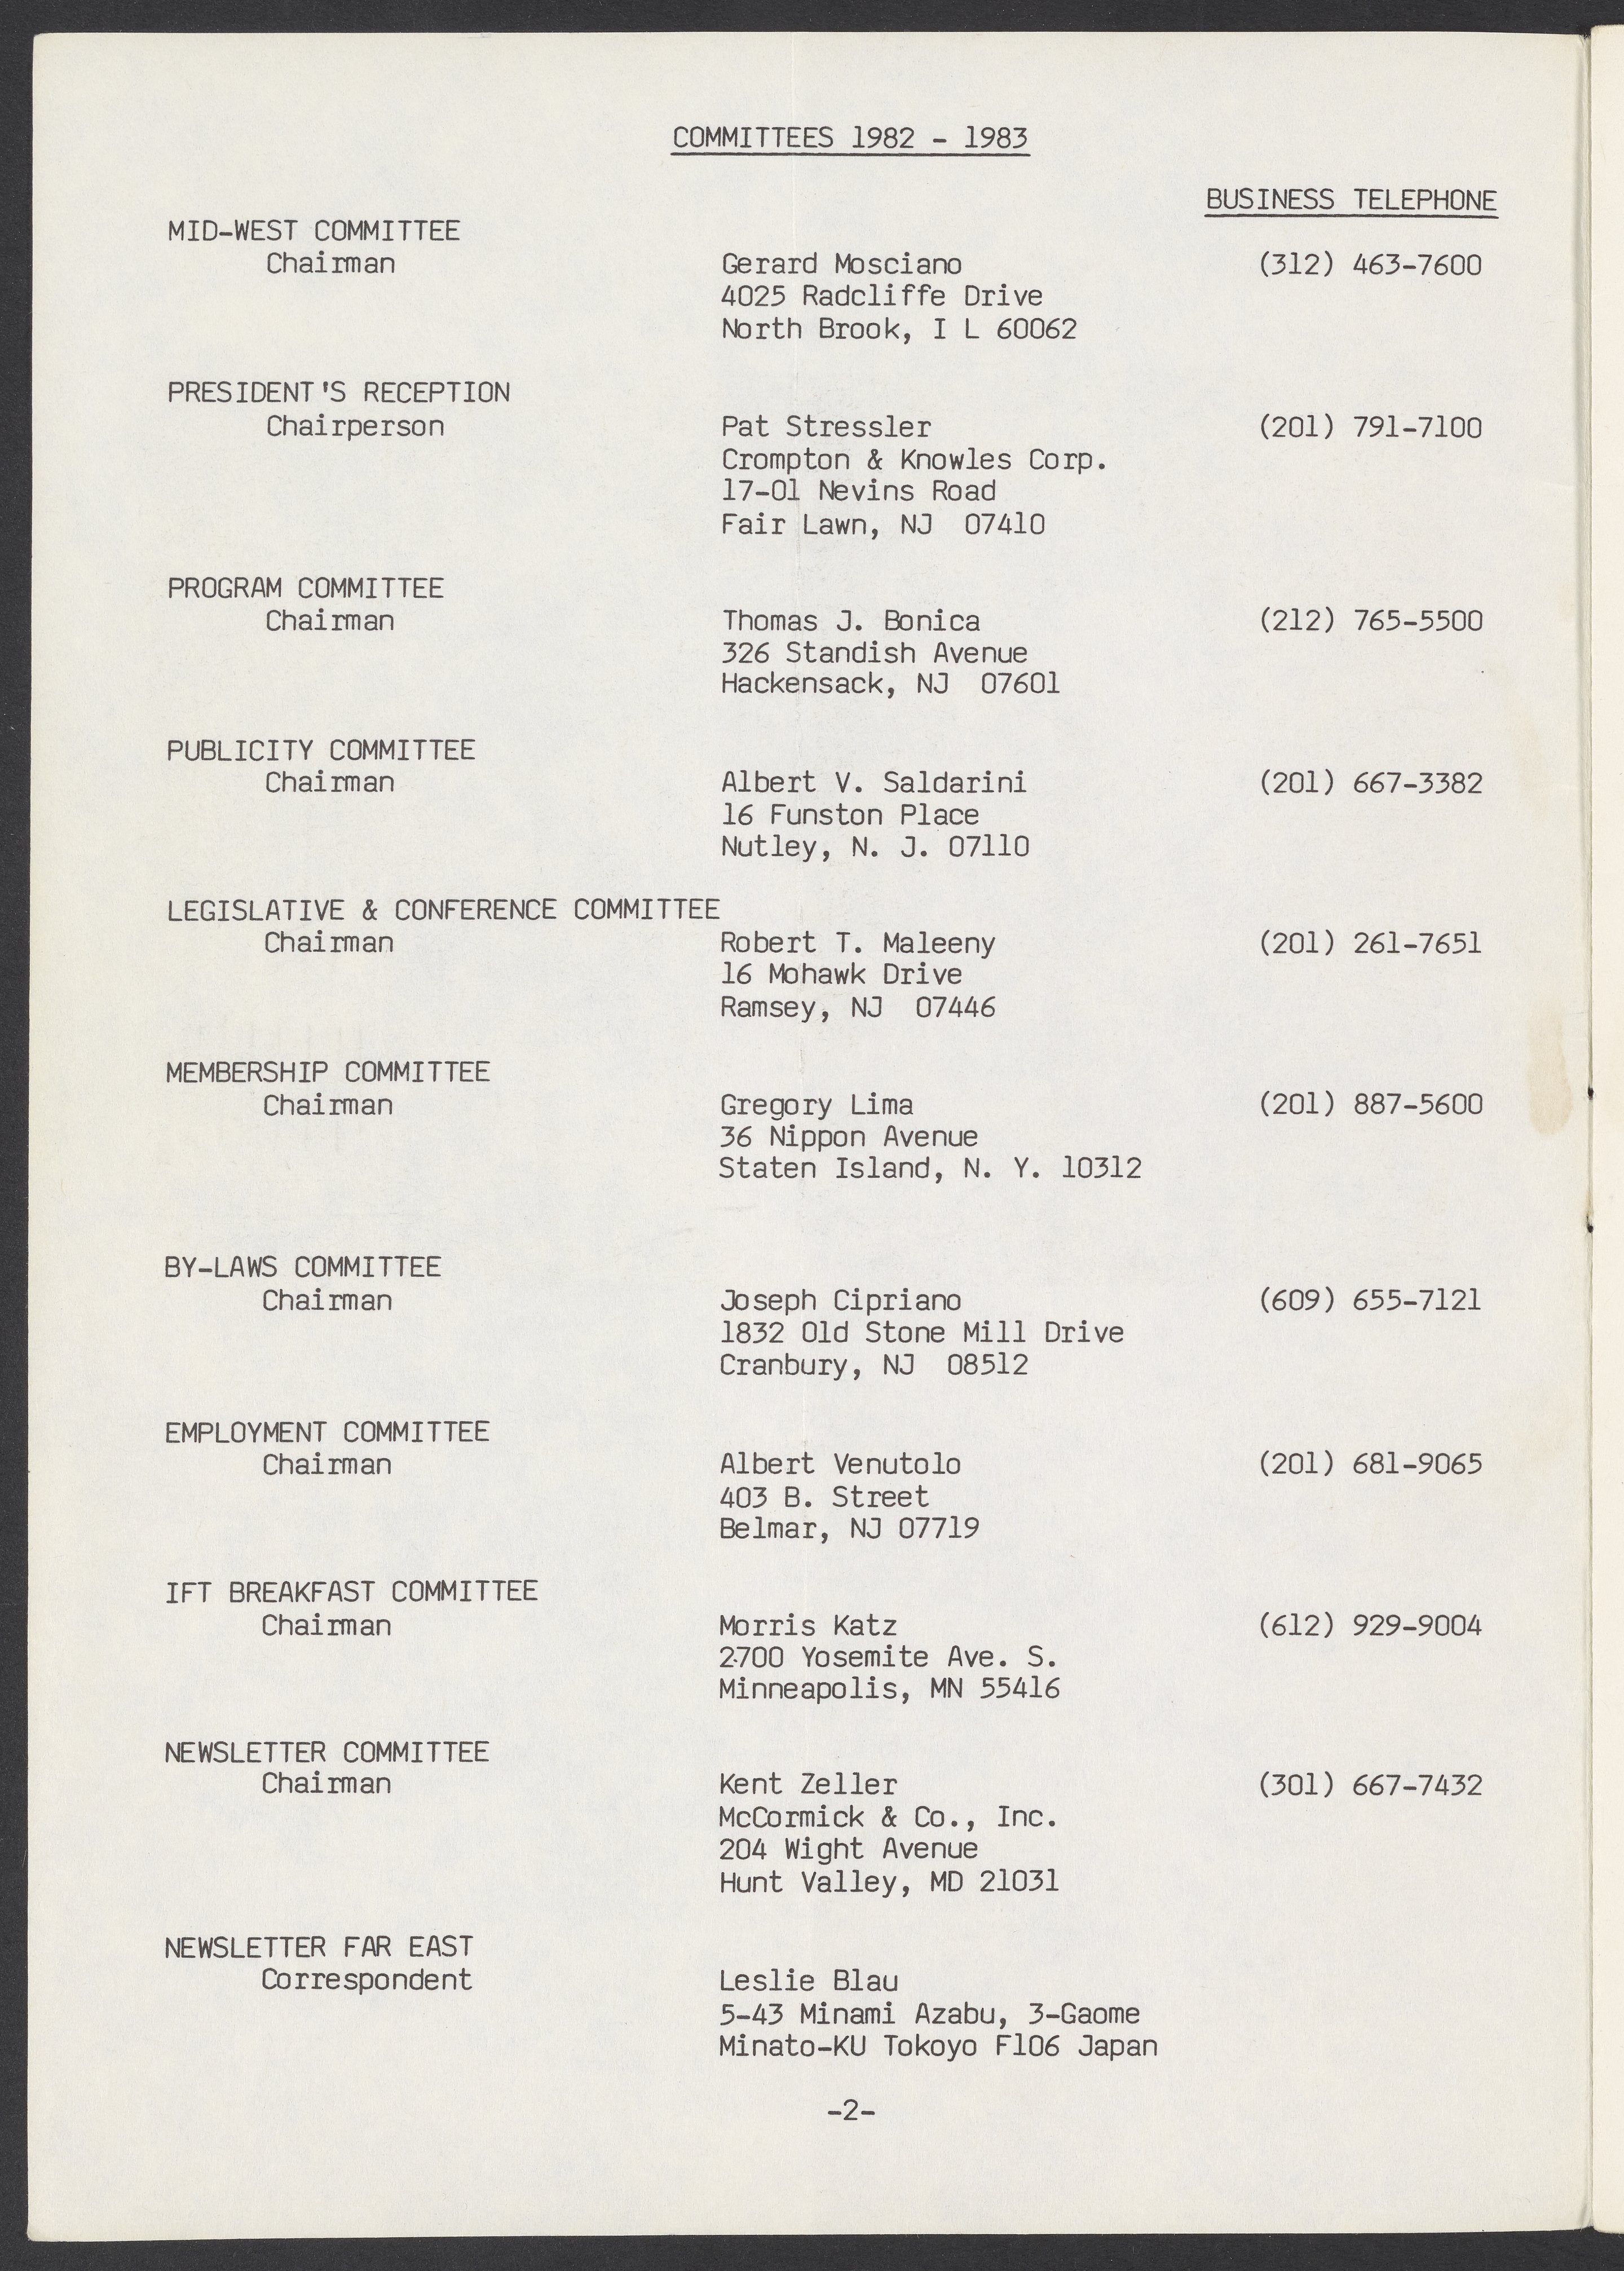 COMMITTEES 1982 - 1983
BUSINESS TELEPHONE
MID-WEST COMMITTEE
Chairman Gerard Mosciano (312) 463-7600
4025 Radcliffe Drive
North Brook, I L 60062
PRESIDENT'S RECEPTION
Chairperson Pat Stressler (201) 791-7100
Crompton & Knowles Corp.
17-01 Nevins Road
Fair Lawn, NJ 07410
PROGRAM COMMITTEE
Chairman Thomas J. Bonica (212) 765-5500
326 Standish Avenue
Hackensack, NJ 07601
PUBLICITY COMMITTEE
Chairman Albert V. Saldarini (201) 667-3382
16 Funston Place
Nutley, N. J. 07110
LEGISLATIVE & CONFERENCE COMMITTEE
Chairman Robert T. Maleeny (201) 261-7651
16 Mohawk Drive
Ramsey, NJ 07446
MEMBERSHIP COMMITTEE
Chairman Gregory Lima (201) 887-5600
36 Nippon Avenue
Staten Island, N. Y. 10312
BY-LAWS COMMITTEE
Chairman Joseph Cipriano (609) 655-7121
1832 Old Stone Mill Drive
Cranbury, NJ 08512
EMPLOYMENT COMMITTEE
Chairman Albert Venutolo (201) 681-9065
403 B. Street
Belmar, NJ 07719
IFT BREAKFAST COMMITTEE
Chairman Morris Katz (612) 929-9004
2700 Yosemite Ave. S.
Minneapolis, MN 55416
NEWSLETTER COMMITTEE
Chairman Kent Zeller (301) 667-7432
McCormick & Co., Inc.
204 Wight Avenue
Hunt Valley, MD 21031
NEWSLETTER FAR EAST
Correspondent Leslie Blau
5-43 Minami Azabu, 3-Gaome
Minato-KU Tokoyo F106 Japan
-2-